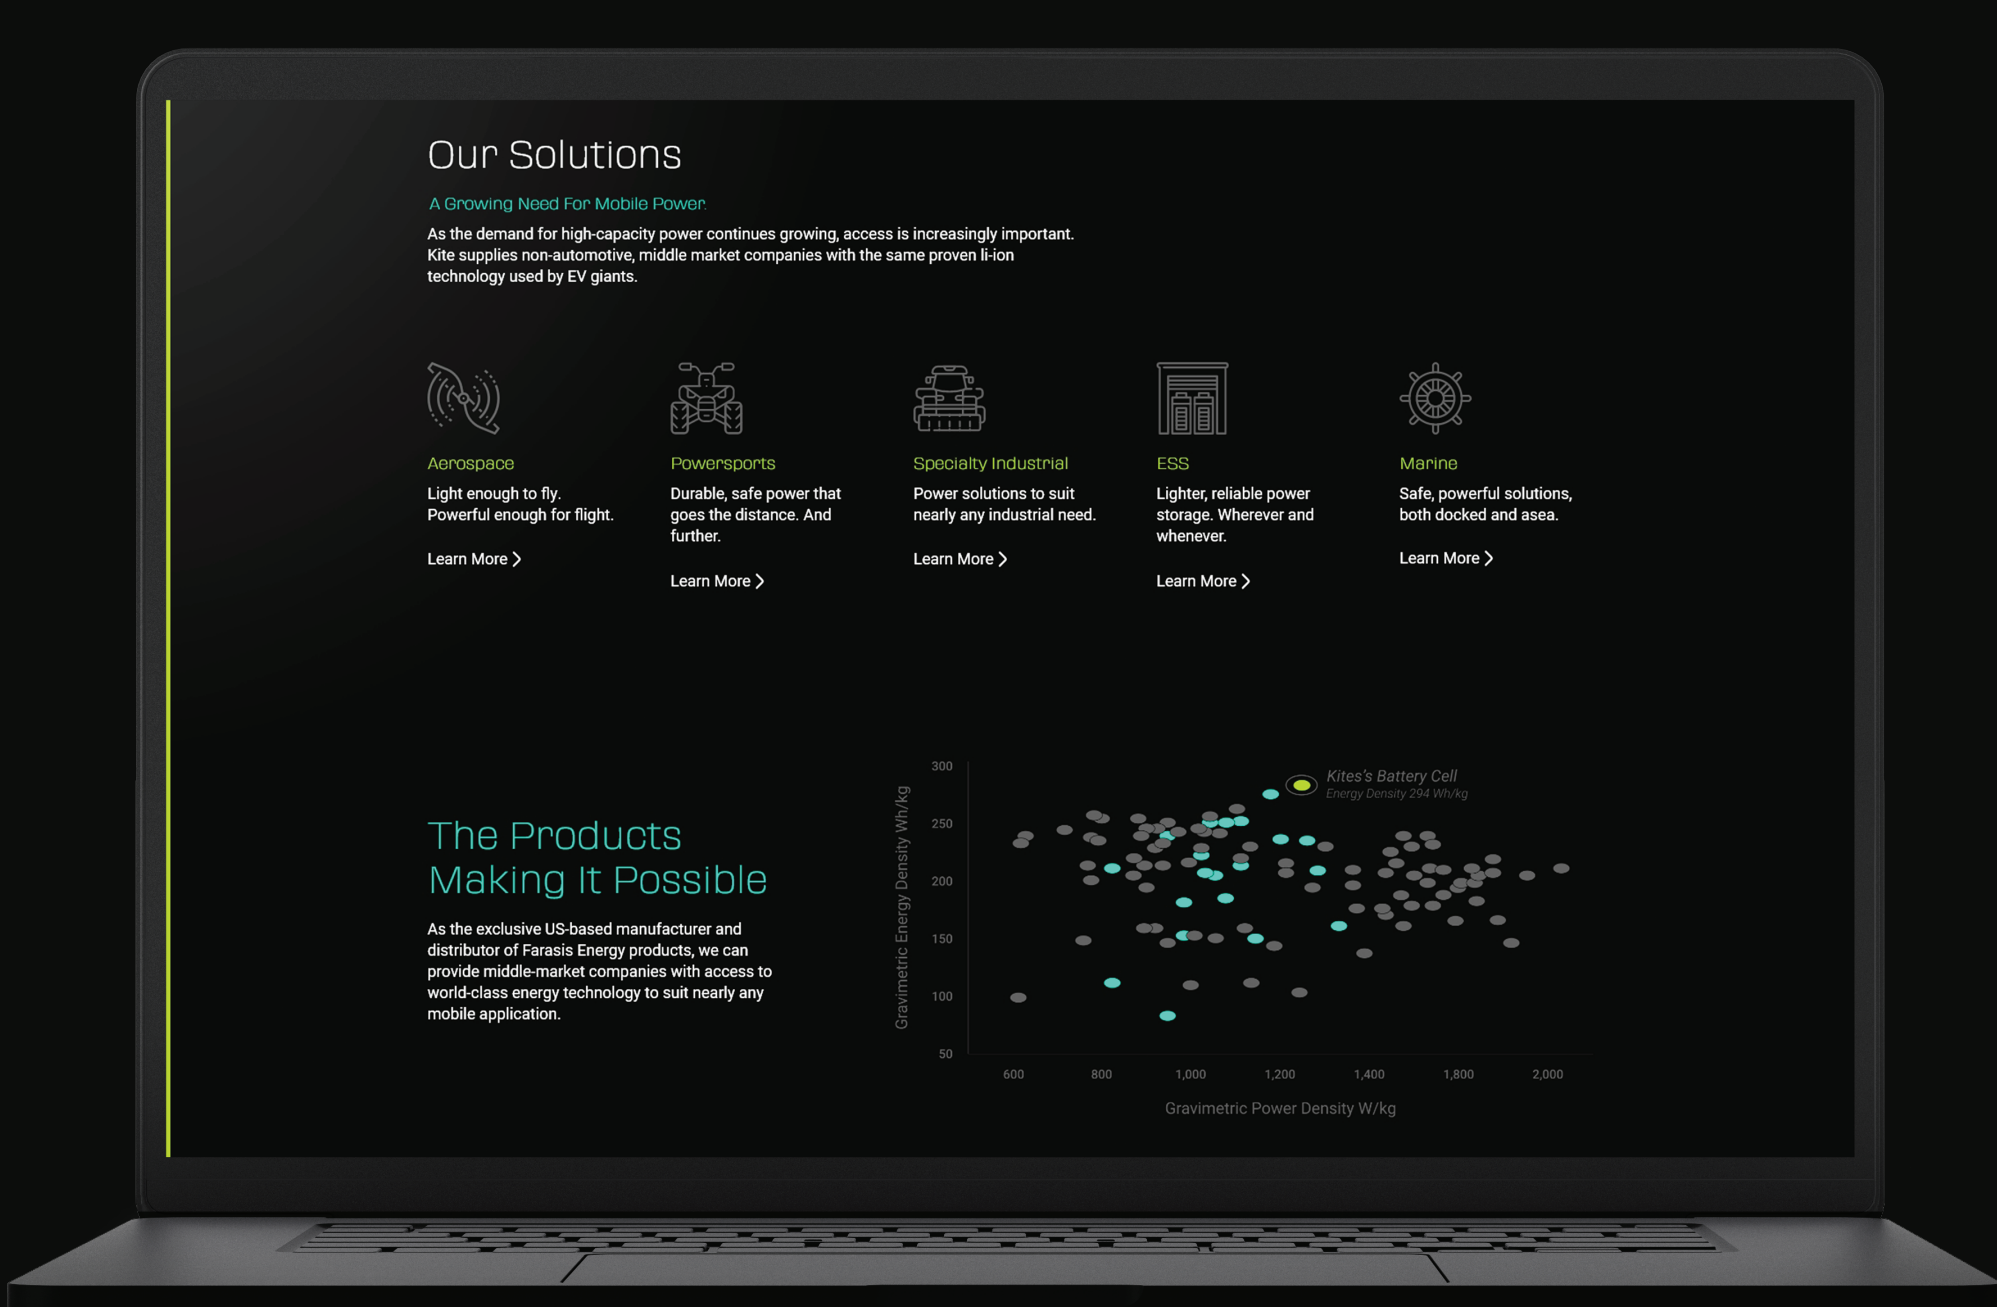 Our Solutions
A Growing Need For Mobile Power.
As the demand for high-capacity power continues growing, access is increasingly important.
Kite supplies non-automotive, middle market companies with the same proven li-ion
technology used by EV giants.
Aerospace
Light enough to fly.
Powerful enough for flight.
Learn More
Powersports
Durable, safe power that
goes the distance. And
further.
Learn More
Specialty Industrial
Power solutions to suit
nearly any industrial need.
Learn More
ESS
Lighter, reliable power
storage. Wherever and
whenever.
Learn More
Marine
Safe, powerful solutions,
both docked and asea.
Learn More
The Products
Making It Possible
As the exclusive US-based manufacturer and
distributor of Farasis Energy products, we can
provide middle-market companies with access to
world-class energy technology to suit nearly any
mobile application.
Gravimetric Energy Density Wh/kg
300
250
200
150
100
50
Kites's Battery Cell
Energy Density 294 Wh/kg
600 800 1,000 1,200 1,400 1,800 2,000
Gravimetric Power Density W/kg